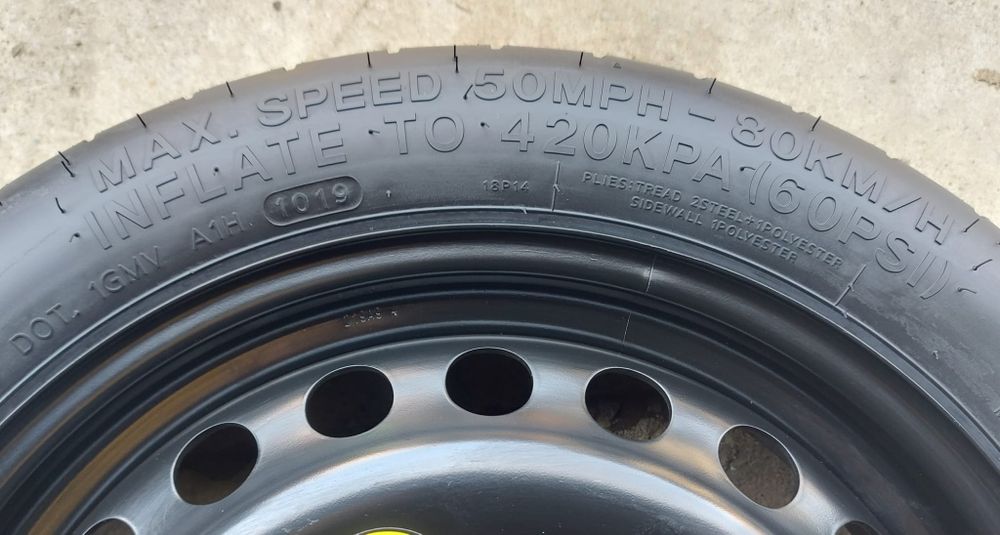 MAX. SPEED 50MPH - 80KM/H
INFLATE TO 420KPA (60PSI)
DOT. 1GMV A1H. 1019
18P14
PLIES:TREAD 2STEEL+1POLYESTER
SIDEWALL 1POLYESTER